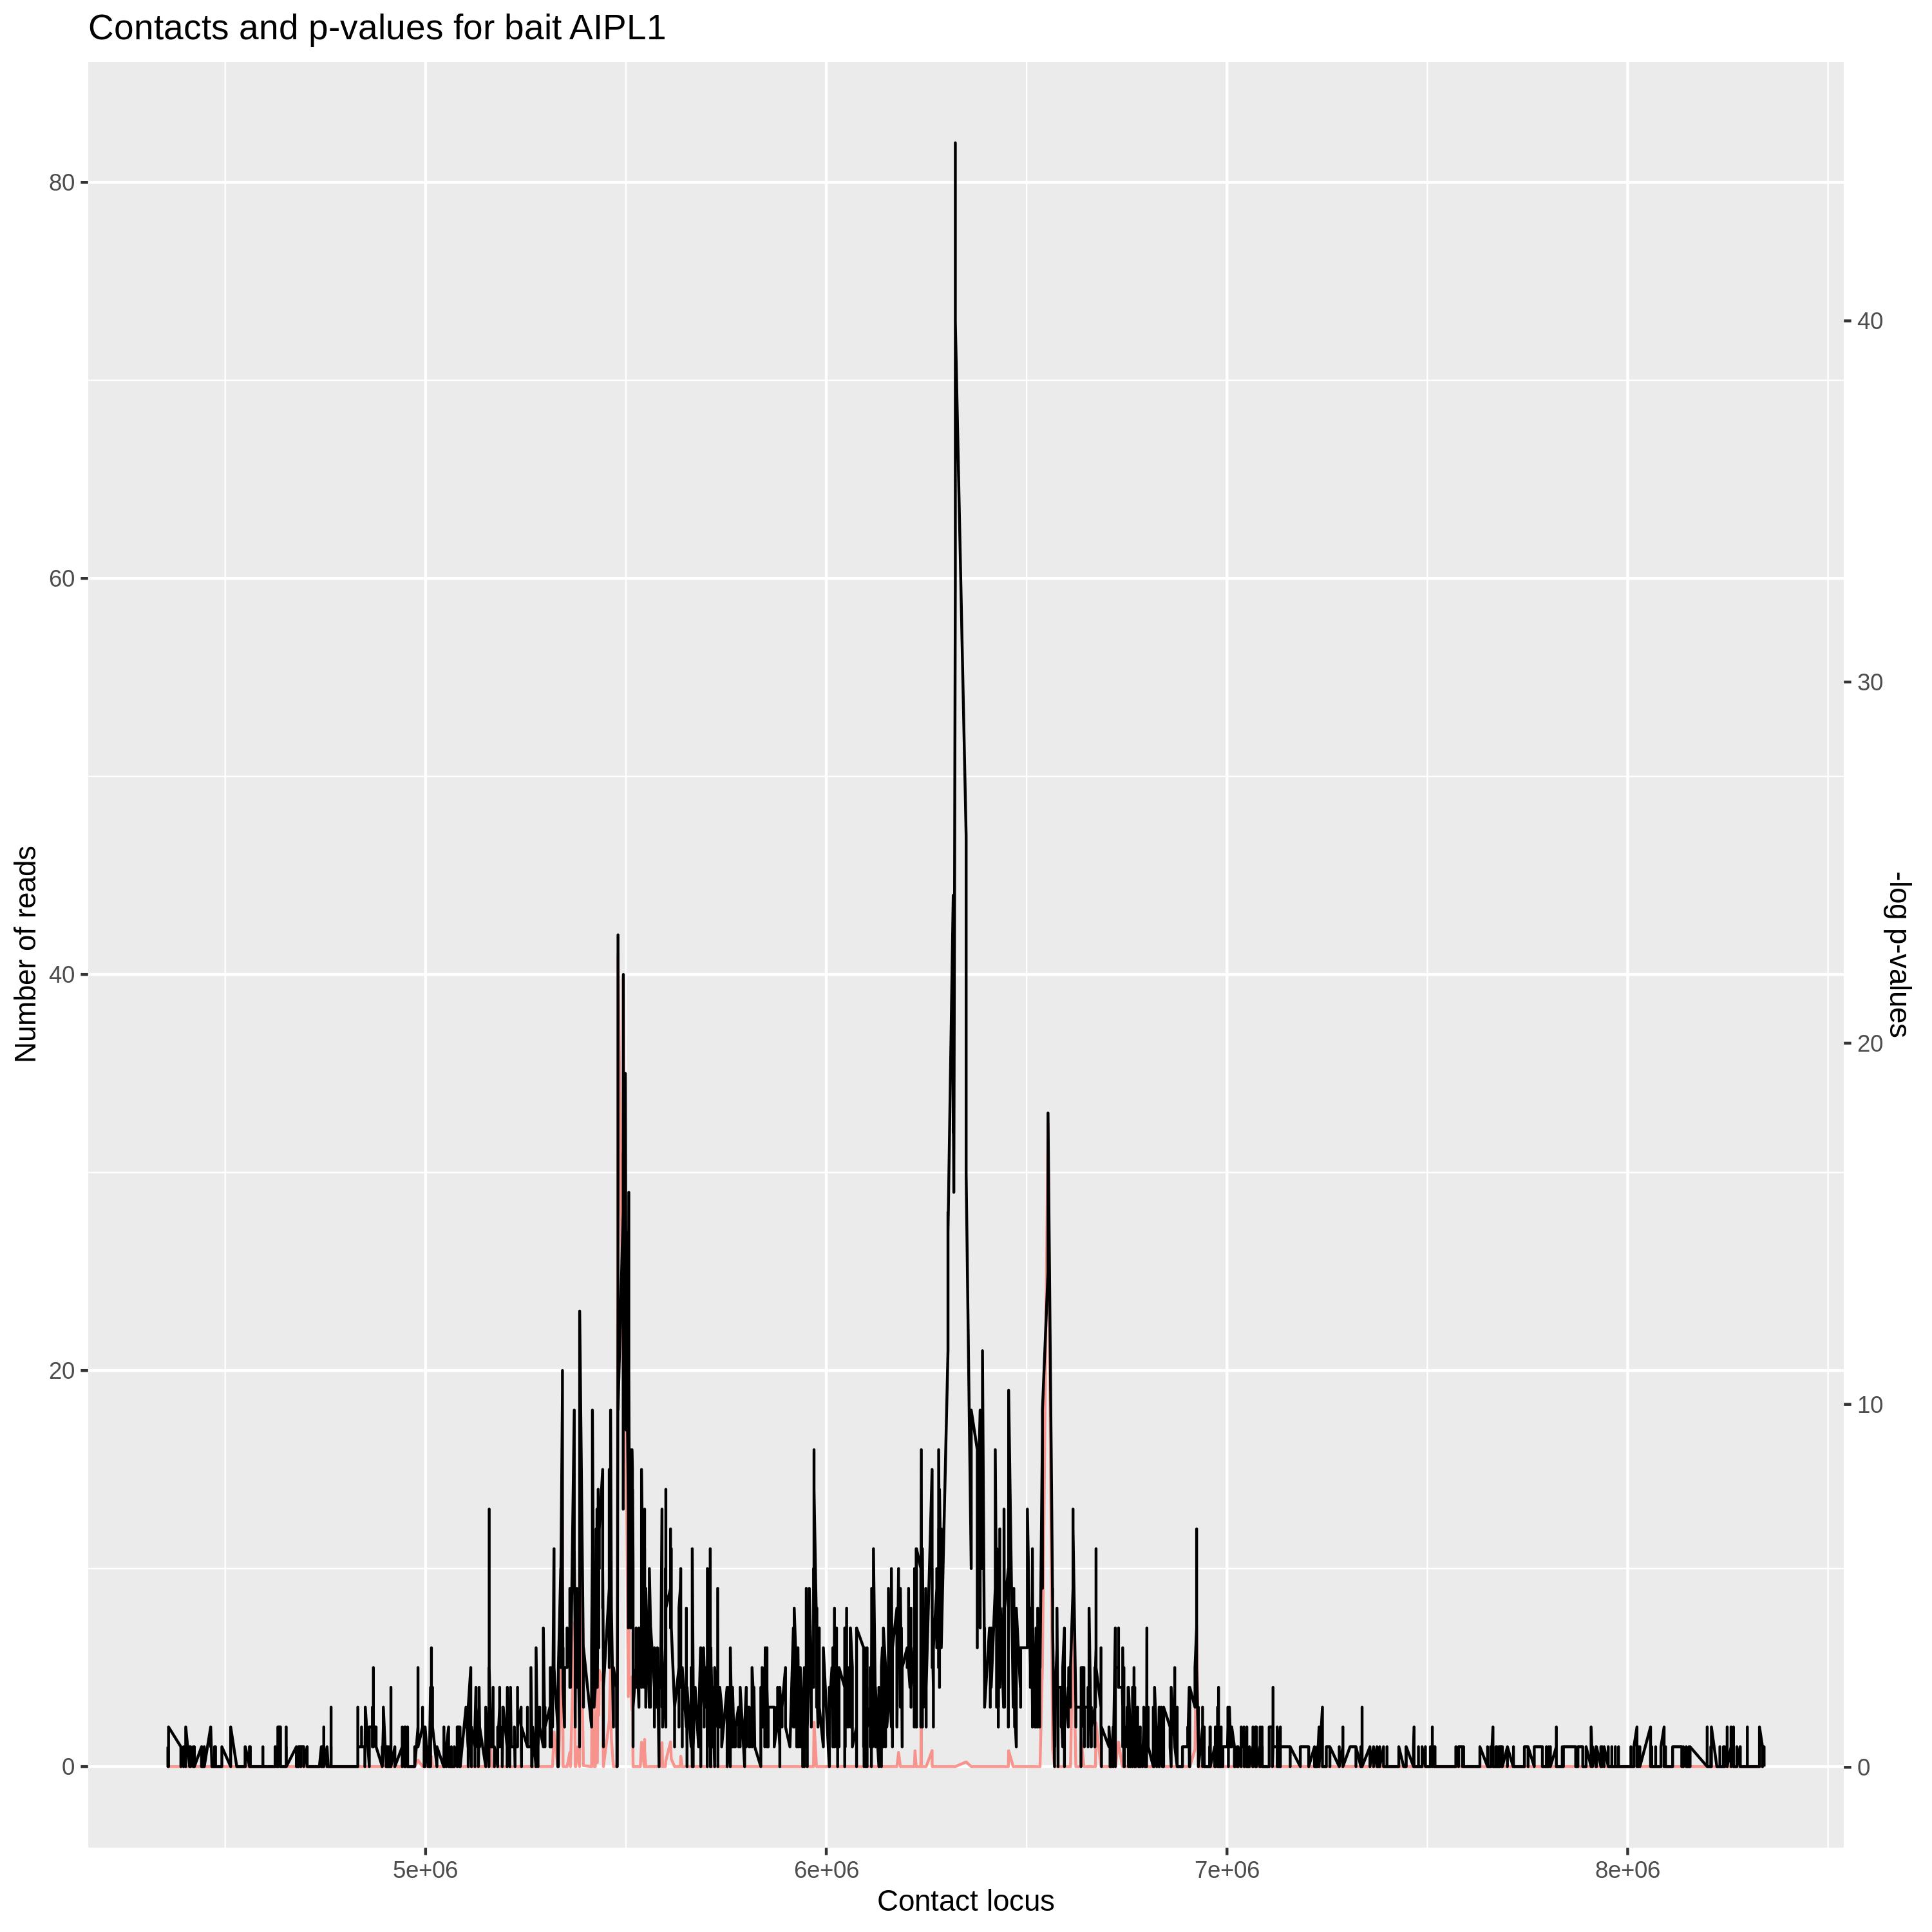 Contacts and p-values for bait AIPL1
80
60
40
20
0
Number of reads
40
30
20
10
0
-log p-values
5e+06
6e+06
7e+06
8e+06
Contact locus